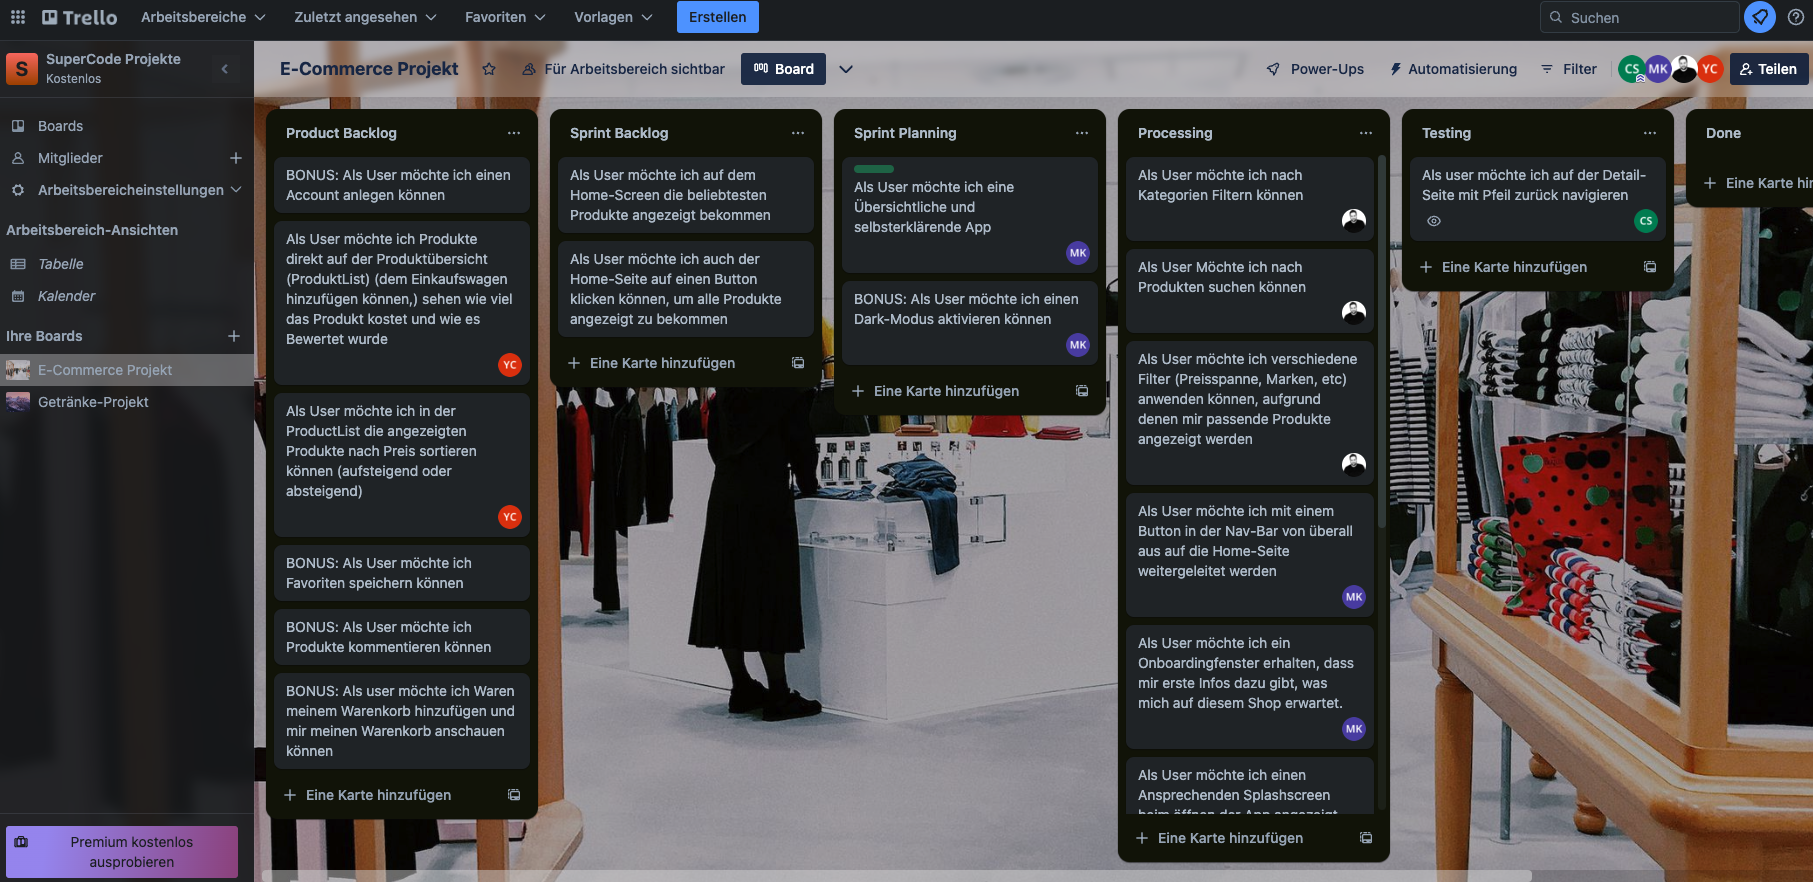 Trello
Arbeitsbereiche
Zuletzt angesehen
Favoriten
Vorlagen
Erstellen
Suchen
S
SuperCode Projekte
Kostenlos
E-Commerce Projekt
Für Arbeitsbereich sichtbar
Board
Power-Ups
Automatisierung
Filter
CS
MK
YC
Teilen
Boards
Mitglieder
Arbeitsbereicheinstellungen
Arbeitsbereich-Ansichten
Tabelle
Kalender
Ihre Boards
E-Commerce Projekt
Getränke-Projekt
Premium kostenlos
ausprobieren
Product Backlog
BONUS: Als User möchte ich einen
Account anlegen können
Als User möchte ich Produkte
direkt auf der Produktübersicht
(ProduktList) (dem Einkaufswagen
hinzufügen können,) sehen wie viel
das Produkt kostet und wie es
Bewertet wurde
YC
Als User möchte ich in der
ProductList die angezeigten
Produkte nach Preis sortieren
können (aufsteigend oder
absteigend)
YC
BONUS: Als User möchte ich
Favoriten speichern können
BONUS: Als User möchte ich
Produkte kommentieren können
BONUS: Als user möchte ich Waren
meinem Warenkorb hinzufügen und
mir meinen Warenkorb anschauen
können
Eine Karte hinzufügen
Sprint Backlog
Als User möchte ich auf dem
Home-Screen die beliebtesten
Produkte angezeigt bekommen
Als User möchte ich auch der
Home-Seite auf einen Button
klicken können, um alle Produkte
angezeigt zu bekommen
Eine Karte hinzufügen
Sprint Planning
Als User möchte ich eine
Übersichtliche und
selbsterklärende App
MK
BONUS: Als User möchte ich einen
Dark-Modus aktivieren können
MK
Eine Karte hinzufügen
Processing
Als User möchte ich nach
Kategorien Filtern können
Als User Möchte ich nach
Produkten suchen können
Als User möchte ich verschiedene
Filter (Preisspanne, Marken, etc)
anwenden können, aufgrund
denen mir passende Produkte
angezeigt werden
Als User möchte ich mit einem
Button in der Nav-Bar von überall
aus auf die Home-Seite
weitergeleitet werden
MK
Als User möchte ich ein
Onboardingfenster erhalten, dass
mir erste Infos dazu gibt, was
mich auf diesem Shop erwartet.
MK
Als User möchte ich einen
Ansprechenden Splashscreen
beim öffnen der App angezeigt
Eine Karte hinzufügen
Testing
Als user möchte ich auf der Detail-
Seite mit Pfeil zurück navigieren
CS
Eine Karte hinzufügen
Done
Eine Karte hin